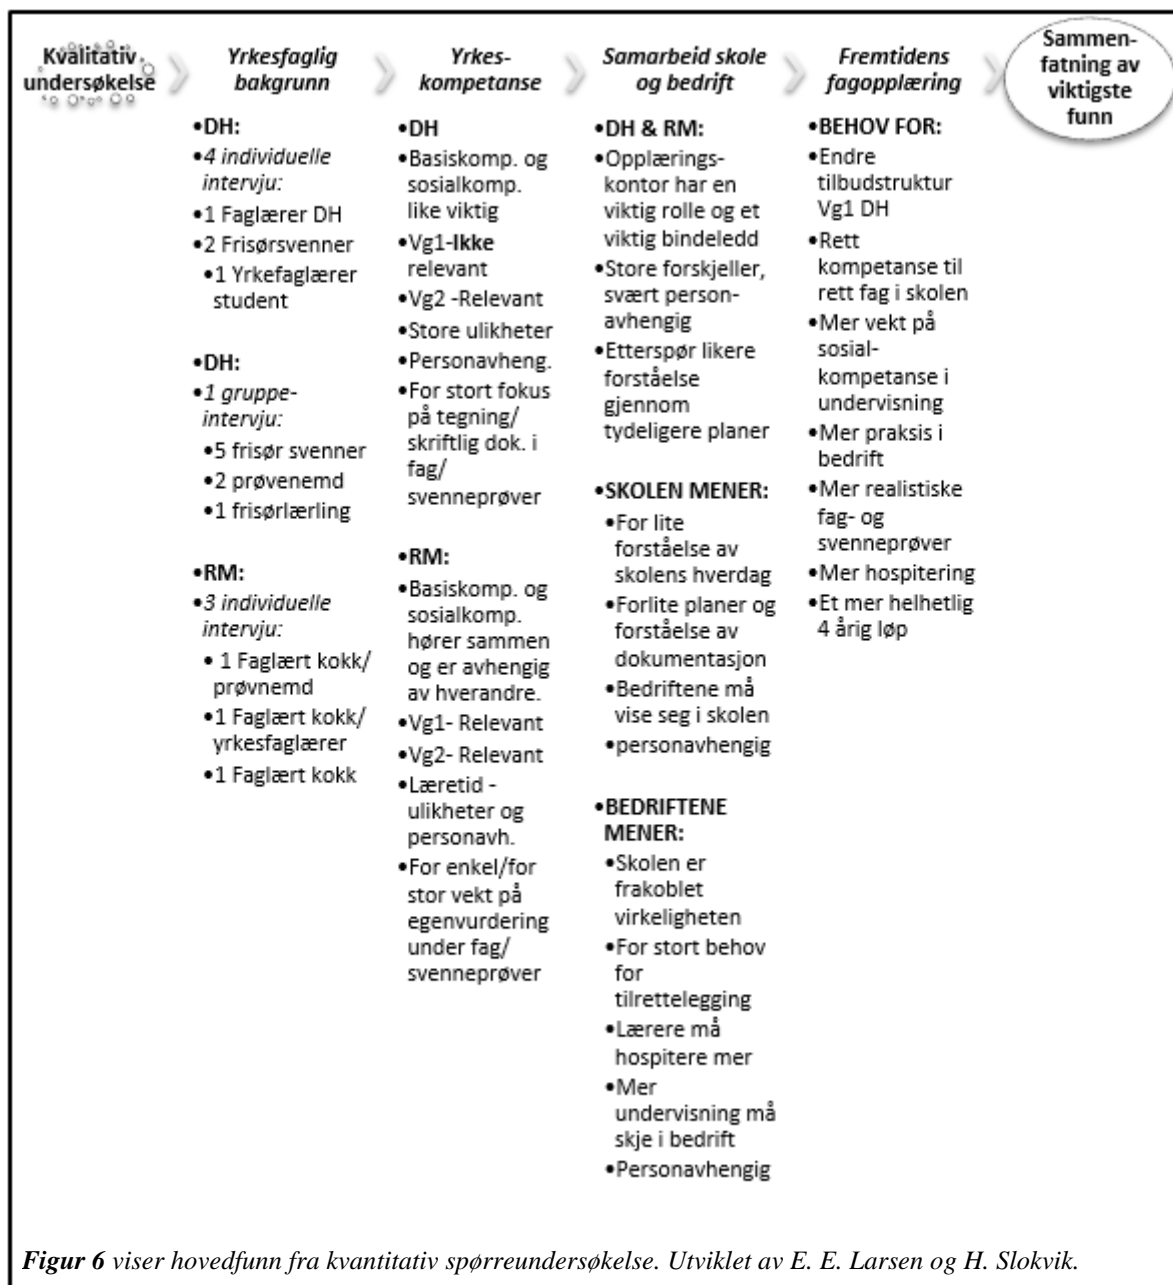 Kvalitativ
undersøkelse
Yrkesfaglig
bakgrunn
Yrkes-
kompetanse
Samarbeid skole
og bedrift
Fremtidens
fagopplæring
Sammen-
fatning av
viktigste
funn
•DH:
•4 individuelle
intervju:
•1 Faglærer DH
•2 Frisørsvenner
•1 Yrkefaglærer
student
•DH:
•1 gruppe-
intervju:
•5 frisør svenner
•2 prøvenemd
•1 frisørlærling
•RM:
•3 individuelle
intervju:
• 1 Faglært kokk/
prøvnemd
•1 Faglært kokk/
yrkesfaglærer
•1 Faglært kokk
•DH
•Basiskomp. og
sosialkomp.
like viktig
•Vg1-Ikke
relevant
•Vg2 -Relevant
•Store ulikheter
•Personavheng.
•For stort fokus
på tegning/
skriftlig dok. i
fag/
svenneprøver
•RM:
•Basiskomp. og
sosialkomp.
hører sammen
og er avhengig
av hverandre.
•Vg1- Relevant
•Vg2- Relevant
•Læretid -
ulikheter og
personavh.
•For enkel/for
stor vekt på
egenvurdering
under fag/
svenneprøver
•DH & RM:
•Opplærings-
kontor har en
viktig rolle og et
viktig bindeledd
•Store forskjeller,
svært person-
avhengig
•Etterspør likere
forståelse
gjennom
tydeligere planer
•SKOLEN MENER:
•For lite
forståelse av
skolens hverdag
•Forlite planer og
forståelse av
dokumentasjon
•Bedriftene må
vise seg i skolen
•personavhengig
•BEDRIFTENE
MENER:
•Skolen er
frakoblet
virkeligheten
•For stort behov
for
tilrettelegging
•Lærere må
hospitere mer
•Mer
undervisning må
skje i bedrift
•Personavhengig
•BEHOV FOR:
•Endre
tilbudstruktur
Vg1 DH
•Rett
kompetanse til
rett fag i skolen
•Mer vekt på
sosial-
kompetanse i
undervisning
•Mer praksis i
bedrift
•Mer realistiske
fag- og
svenneprøver
•Mer hospitering
•Et mer helhetlig
4 årig løp
Figur 6 viser hovedfunn fra kvantitativ spørreundersøkelse. Utviklet av E. E. Larsen og H. Slokvik.